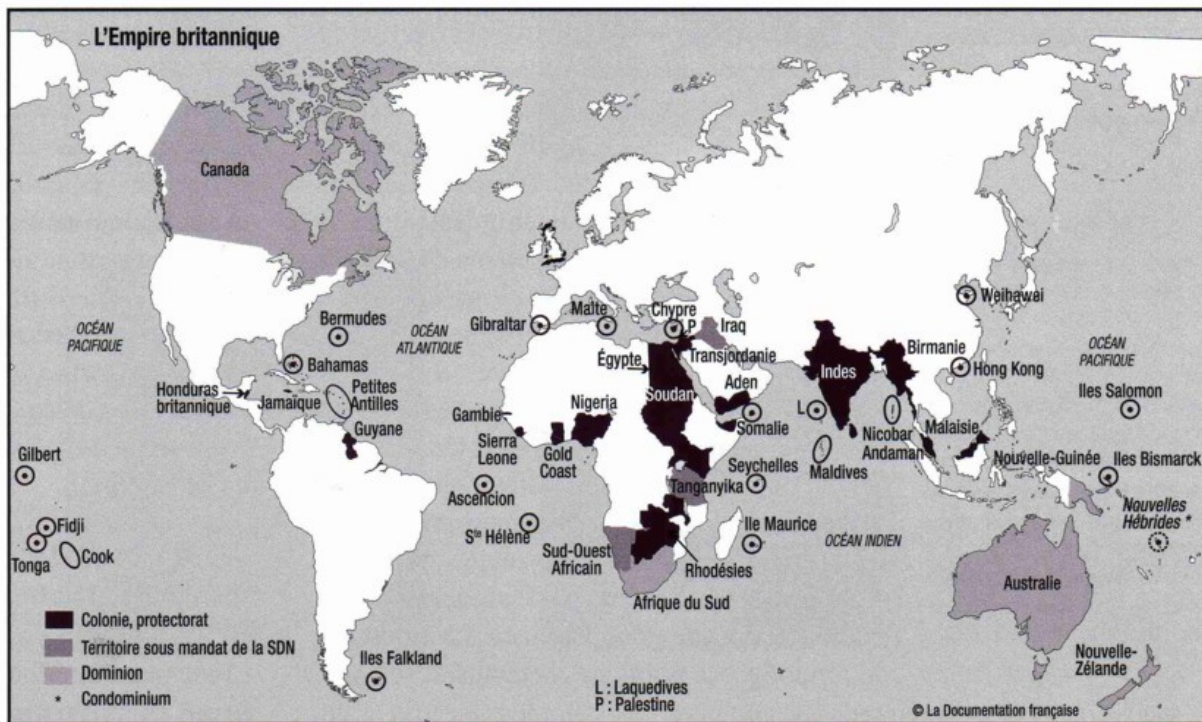 L'Empire britannique
Canada
OCÉAN
PACIFIQUE
Bermudes
OCÉAN
ATLANTIQUE
Bahamas
Honduras
britannique
Jamaïque
Petites
Antilles
Guyane
Gilbert
Fidji
Tonga
Cook
Iles Falkland
Gibraltar
Malte
Chypre
P
Iraq
Égypte
Transjordanie
Soudan
Aden
Somalie
Gambie
Sierra
Leone
Nigeria
Gold
Coast
Ascencion
Ste Hélène
Seychelles
Tanganyika
Ile Maurice
Sud-Ouest
Africain
Rhodésies
Afrique du Sud
OCÉAN INDIEN
Indes
L
Maldives
Birmanie
Nicobar
Andaman
Malaisie
Weihawei
Hong Kong
OCÉAN
PACIFIQUE
Iles Salomon
Nouvelle-Guinée
Iles Bismarck
Nouvelles
Hébrides *
Australie
Nouvelle-
Zélande
Colonie, protectorat
Territoire sous mandat de la SDN
Dominion
* Condominium
L : Laquedives
P : Palestine
© La Documentation française